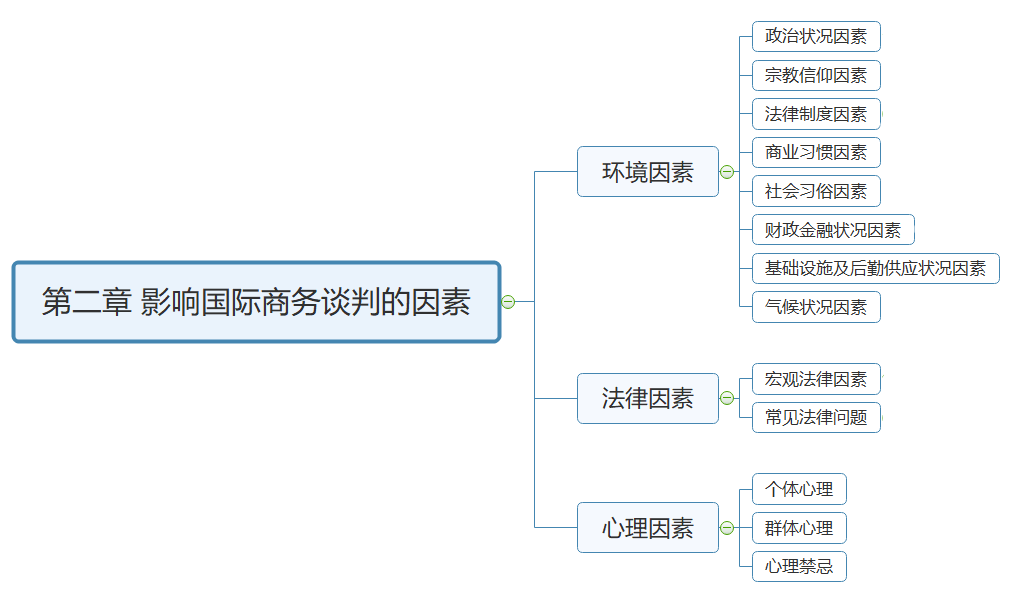 第二章 影响国际商务谈判的因素
环境因素
政治状况因素
宗教信仰因素
法律制度因素
商业习惯因素
社会习俗因素
财政金融状况因素
基础设施及后勤供应状况因素
气候状况因素
法律因素
宏观法律因素
常见法律问题
心理因素
个体心理
群体心理
心理禁忌